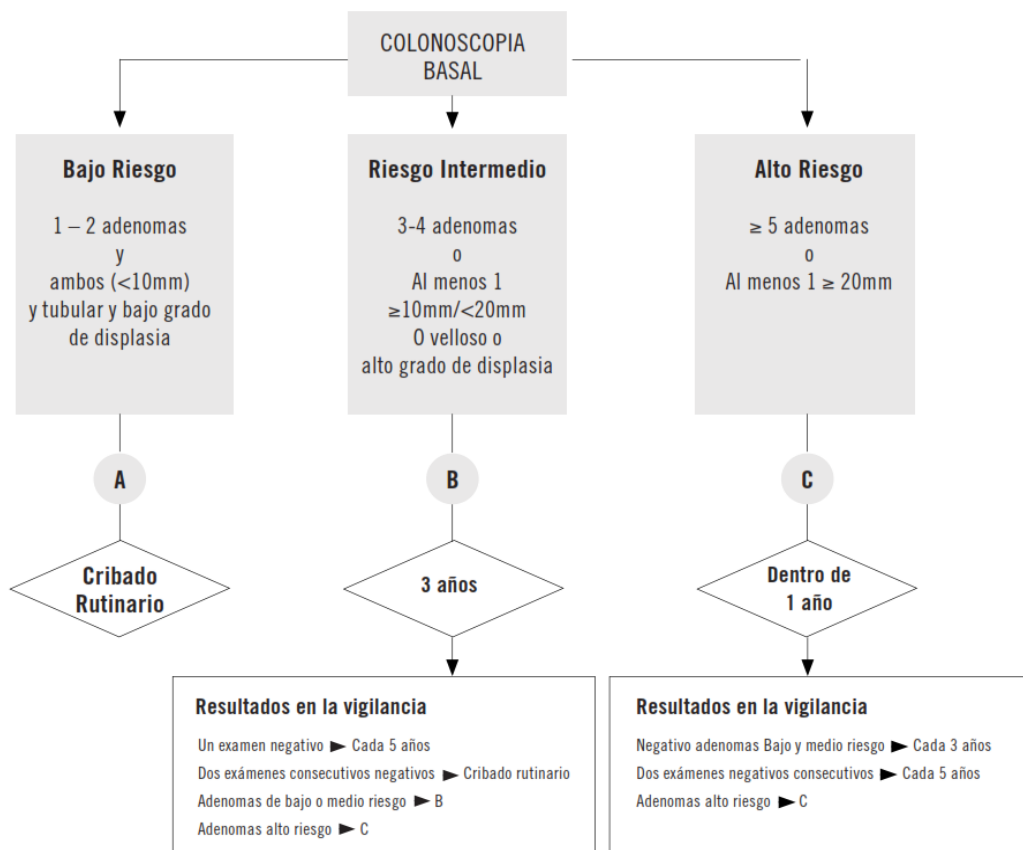 COLONOSCOPIA
BASAL
Bajo Riesgo
1 – 2 adenomas
y
ambos (<10mm)
y tubular y bajo grado
de displasia
Riesgo Intermedio
3-4 adenomas
o
Al menos 1
≥10mm/<20mm
O velloso o
alto grado de displasia
Alto Riesgo
≥ 5 adenomas
o
Al menos 1 ≥ 20mm
A
B
C
Cribado
Rutinario
3 años
Dentro de
1 año
Resultados en la vigilancia
Un examen negativo ► Cada 5 años
Dos exámenes consecutivos negativos ► Cribado rutinario
Adenomas de bajo o medio riesgo ► B
Adenomas alto riesgo ► C
Resultados en la vigilancia
Negativo adenomas Bajo y medio riesgo ► Cada 3 años
Dos exámenes negativos consecutivos ► Cada 5 años
Adenomas alto riesgo ► C